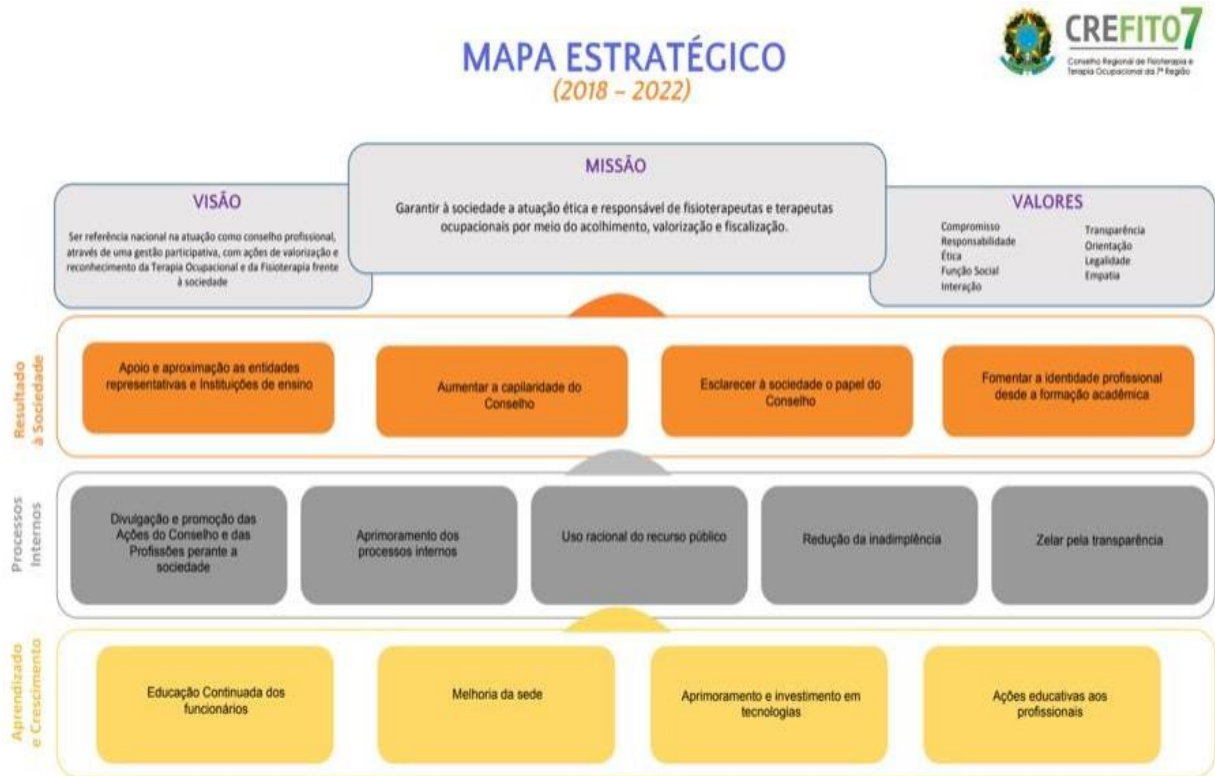 CREFITO7
Conselho Regional de Fisioterapia e
Terapia Ocupacional da 7ª Região
MAPA ESTRATÉGICO
(2018 – 2022)
MISSÃO
Garantir à sociedade a atuação ética e responsável de fisioterapeutas e terapeutas
ocupacionais por meio do acolhimento, valorização e fiscalização.
VISÃO
Ser referência nacional na atuação como conselho profissional,
através de uma gestão participativa, com ações de valorização e
reconhecimento da Terapia Ocupacional e da Fisioterapia frente
à sociedade
VALORES
Compromisso
Responsabilidade
Ética
Função Social
Interação
Transparência
Orientação
Legalidade
Empatia
Resultado
à Sociedade
Apoio e aproximação as entidades
representativas e Instituições de ensino
Aumentar a capilaridade do
Conselho
Esclarecer à sociedade o papel do
Conselho
Fomentar a identidade profissional
desde a formação acadêmica
Processos
Internos
Divulgação e promoção das
Ações do Conselho e das
Profissões perante a
sociedade
Aprimoramento dos
processos internos
Uso racional do recurso público
Redução da inadimplência
Zelar pela transparência
Aprendizado
e Crescimento
Educação Continuada dos
funcionários
Melhoria da sede
Aprimoramento e investimento em
tecnologias
Ações educativas aos
profissionais